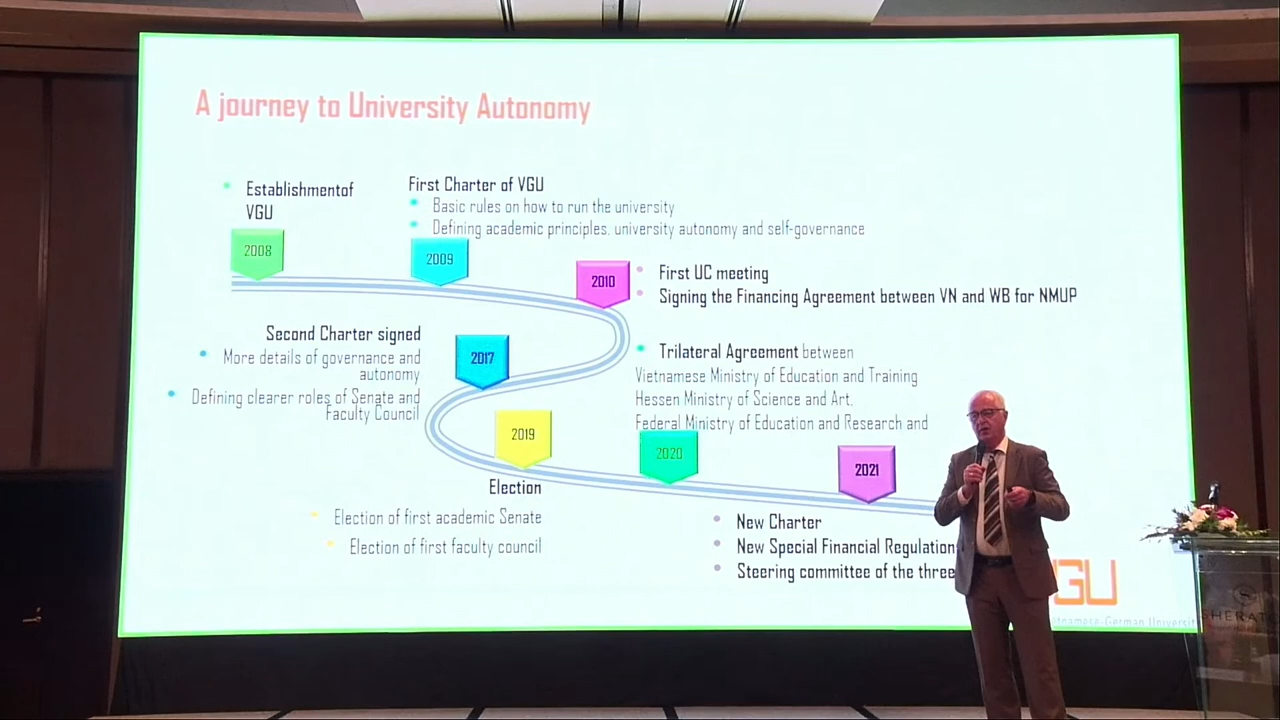 A journey to University Autonomy
Establishmentof
VGU
First Charter of VGU
Basic rules on how to run the university
Defining academic principles, university autonomy and self-governance
2008
2009
2010
First UC meeting
Signing the Financing Agreement between VN and WB for NMUP
Second Charter signed
More details of governance and
autonomy
Defining clearer roles of Senate and
Faculty Council
2017
Trilateral Agreement between
Vietnamese Ministry of Education and Training
Hessen Ministry of Science and Art,
Federal Ministry of Education and Research and
2019
2020
2021
Election
Election of first academic Senate
Election of first faculty council
New Charter
New Special Financial Regulation
Steering committee of the three
GU
tnamese-German Universit
SHERAT